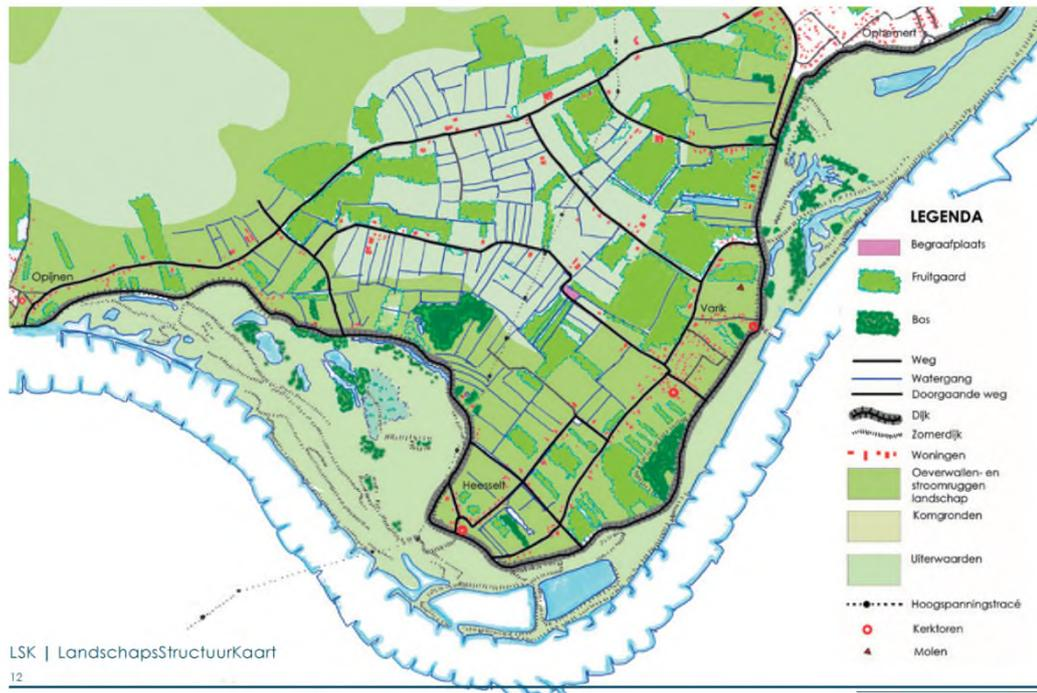 Ophemert
LEGENDA
Begraafplaats
Fruitgaard
Opijnen
Varik
Bos
Weg
Watergang
Doorgaande weg
Dijk
Zomerdijk
Woningen
Heesselt
Oeverwallen- en
stroomruggen
landschap
Komgronden
Uiterwaarden
Hoogspanningstracé
Kerktoren
Molen
LSK | LandschapsStructuurKaart
12